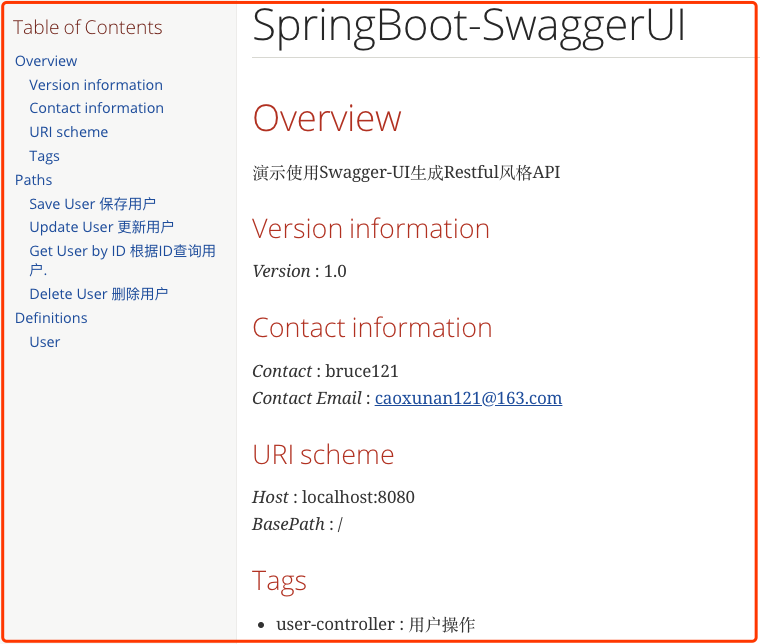 Table of Contents
Overview
Version information
Contact information
URI scheme
Tags
Paths
Save User 保存用户
Update User 更新用户
Get User by ID 根据ID查询用
户.
Delete User 删除用户
Definitions
User
SpringBoot-SwaggerUI
Overview
演示使用Swagger-UI生成Restful风格API
Version information
Version : 1.0
Contact information
Contact : bruce121
Contact Email : caoxunan121@163.com
URI scheme
Host : localhost:8080
BasePath : /
Tags
• user-controller : 用户操作